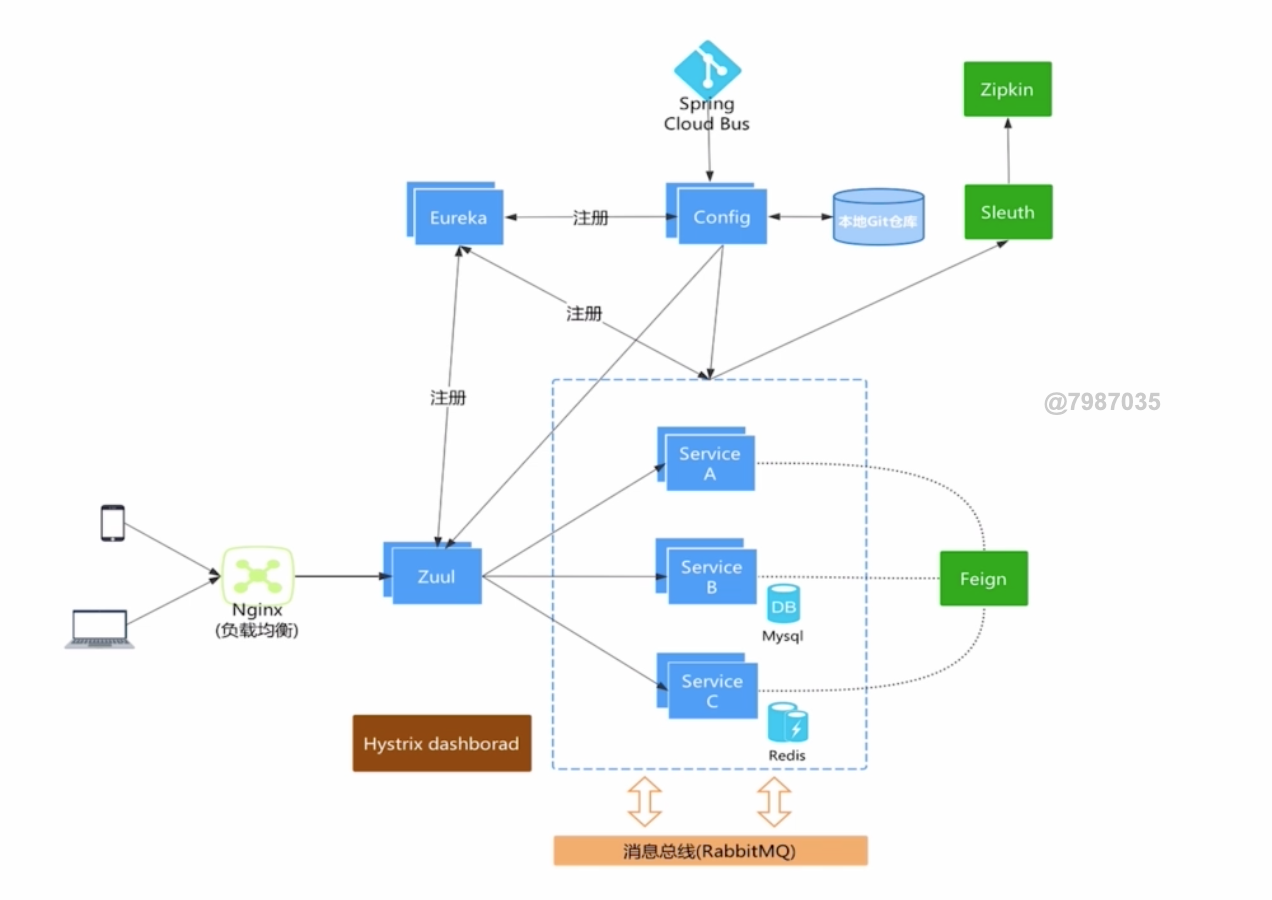 Spring
Cloud Bus
Zipkin
Eureka
注册
Config
本地Git仓库
Sleuth
注册
注册
@7987035
Service
A
Zuul
Service
B
Feign
Nginx
(负载均衡)
DB
Mysql
Service
C
Hystrix dashborad
Redis
消息总线(RabbitMQ)